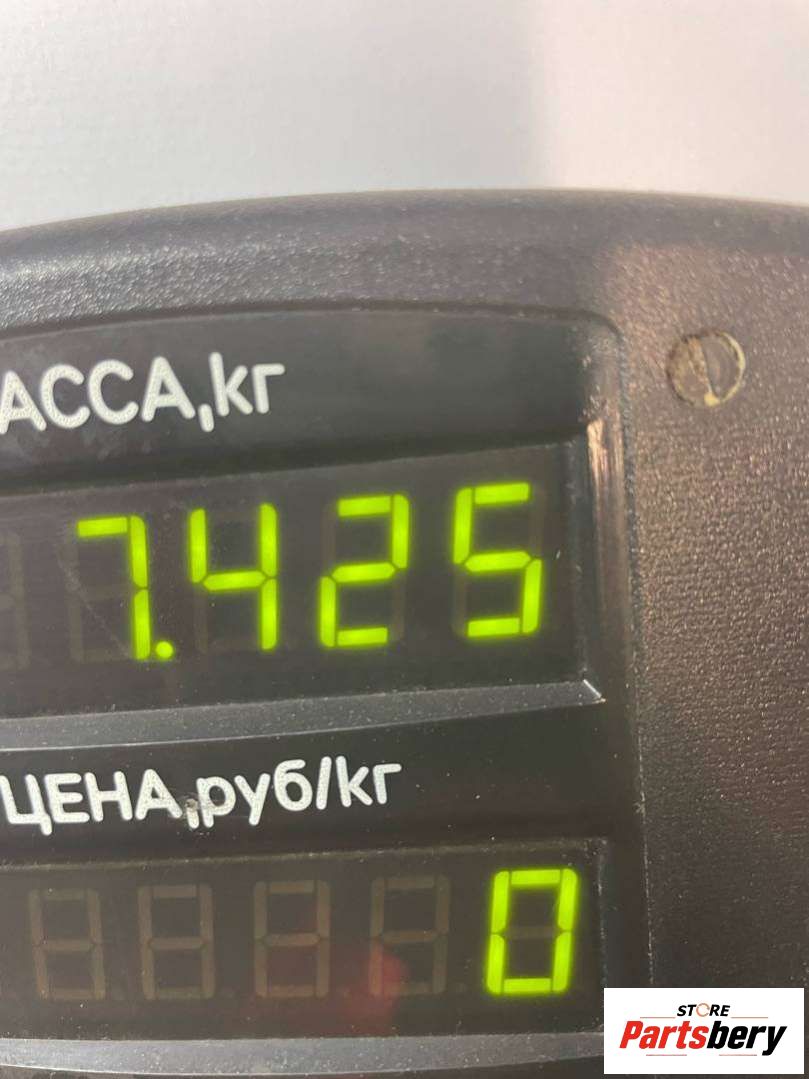 АССА,кг
7.425
ЦЕНА,руб/кг
0
STORE
Partsbery